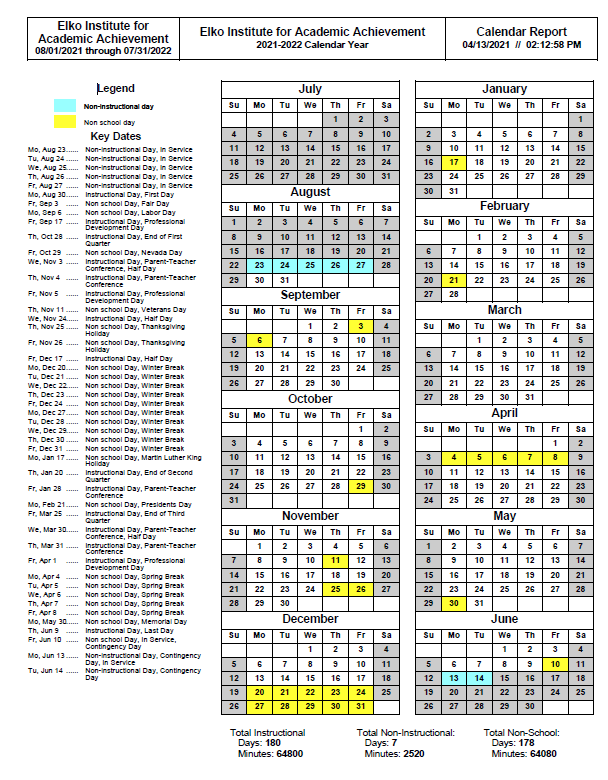 Elko Institute for
Academic Achievement
08/01/2021 through 07/31/2022
Elko Institute for Academic Achievement
2021-2022 Calendar Year
Calendar Report
04/13/2021 // 02:12:58 PM
Legend
Non-instructional day
Non school day
Key Dates
Mo, Aug 23...... Non-instructional Day, In Service
Tu, Aug 24 ...... Non-instructional Day, In Service
We, Aug 25...... Non-instructional Day, In Service
Th, Aug 26 ...... Non-instructional Day, In Service
Fr, Aug 27 ...... Non-instructional Day, In Service
Mo, Aug 30...... Instructional Day, First Day
Fr, Sep 3 ...... Non school Day, Fair Day
Mo, Sep 6 ...... Non school Day, Labor Day
Fr, Sep 17 ...... Instructional Day, Professional
Development Day
Th, Oct 28 ...... Instructional Day, End of First
Quarter
Fr, Oct 29 ...... Non school Day, Nevada Day
We, Nov 3 ...... Instructional Day, Parent-Teacher
Conference, Half Day
Th, Nov 4 ...... Instructional Day, Parent-Teacher
Conference
Fr, Nov 5 ...... Instructional Day, Professional
Development Day
Th, Nov 11 ...... Non school Day, Veterans Day
We, Nov 24...... Instructional Day, Half Day
Th, Nov 25 ...... Non school Day, Thanksgiving
Holiday
Fr, Nov 26 ...... Non school Day, Thanksgiving
Holiday
Fr, Dec 17 ...... Instructional Day, Half Day
Mo, Dec 20...... Non school Day, Winter Break
Tu, Dec 21 ...... Non school Day, Winter Break
We, Dec 22...... Non school Day, Winter Break
Th, Dec 23 ...... Non school Day, Winter Break
Fr, Dec 24 ...... Non school Day, Winter Break
Mo, Dec 27...... Non school Day, Winter Break
Tu, Dec 28 ...... Non school Day, Winter Break
We, Dec 29...... Non school Day, Winter Break
Th, Dec 30 ...... Non school Day, Winter Break
Fr, Dec 31 ...... Non school Day, Winter Break
Mo, Jan 17 ...... Non school Day, Martin Luther King
Holiday
Th, Jan 20 ...... Instructional Day, End of Second
Quarter
Fr, Jan 28 ...... Instructional Day, Parent-Teacher
Conference
Mo, Feb 21...... Non school Day, Presidents Day
Fr, Mar 25 ...... Instructional Day, End of Third
Quarter
We, Mar 30...... Instructional Day, Parent-Teacher
Conference, Half Day
Th, Mar 31 ...... Instructional Day, Parent-Teacher
Conference
Fr, Apr 1 ...... Instructional Day, Professional
Development Day
Mo, Apr 4 ...... Non school Day, Spring Break
Tu, Apr 5 ...... Non school Day, Spring Break
We, Apr 6 ...... Non school Day, Spring Break
Th, Apr 7 ...... Non school Day, Spring Break
Fr, Apr 8 ...... Non school Day, Spring Break
Mo, May 30...... Non school Day, Memorial Day
Th, Jun 9 ...... Instructional Day, Last Day
Fr, Jun 10 ...... Non school Day, In Service,
Contingency Day
Mo, Jun 13 ...... Non-instructional Day, Contingency
Day, In Service
Tu, Jun 14 ...... Non-instructional Day, Contingency
Day
July
Su Mo Tu We Th Fr Sa
1 2 3
4 5 6 7 8 9 10
11 12 13 14 15 16 17
18 19 20 21 22 23 24
25 26 27 28 29 30 31
August
Su Mo Tu We Th Fr Sa
1 2 3 4 5 6 7
8 9 10 11 12 13 14
15 16 17 18 19 20 21
22 23 24 25 26 27 28
29 30 31
September
Su Mo Tu We Th Fr Sa
1 2 3 4
5 6 7 8 9 10 11
12 13 14 15 16 17 18
19 20 21 22 23 24 25
26 27 28 29 30
October
Su Mo Tu We Th Fr Sa
1 2
3 4 5 6 7 8 9
10 11 12 13 14 15 16
17 18 19 20 21 22 23
24 25 26 27 28 29 30
31
November
Su Mo Tu We Th Fr Sa
1 2 3 4 5 6
7 8 9 10 11 12 13
14 15 16 17 18 19 20
21 22 23 24 25 26 27
28 29 30
December
Su Mo Tu We Th Fr Sa
1 2 3 4
5 6 7 8 9 10 11
12 13 14 15 16 17 18
19 20 21 22 23 24 25
26 27 28 29 30 31
January
Su Mo Tu We Th Fr Sa
1
2 3 4 5 6 7 8
9 10 11 12 13 14 15
16 17 18 19 20 21 22
23 24 25 26 27 28 29
30 31
February
Su Mo Tu We Th Fr Sa
1 2 3 4 5
6 7 8 9 10 11 12
13 14 15 16 17 18 19
20 21 22 23 24 25 26
27 28
March
Su Mo Tu We Th Fr Sa
1 2 3 4 5
6 7 8 9 10 11 12
13 14 15 16 17 18 19
20 21 22 23 24 25 26
27 28 29 30 31
April
Su Mo Tu We Th Fr Sa
1 2
3 4 5 6 7 8 9
10 11 12 13 14 15 16
17 18 19 20 21 22 23
24 25 26 27 28 29 30
May
Su Mo Tu We Th Fr Sa
1 2 3 4 5 6 7
8 9 10 11 12 13 14
15 16 17 18 19 20 21
22 23 24 25 26 27 28
29 30 31
June
Su Mo Tu We Th Fr Sa
1 2 3 4
5 6 7 8 9 10 11
12 13 14 15 16 17 18
19 20 21 22 23 24 25
26 27 28 29 30
Total Instructional
Days: 180
Minutes: 64800
Total Non-Instructional:
Days: 7
Minutes: 2520
Total Non-School:
Days: 178
Minutes: 64080